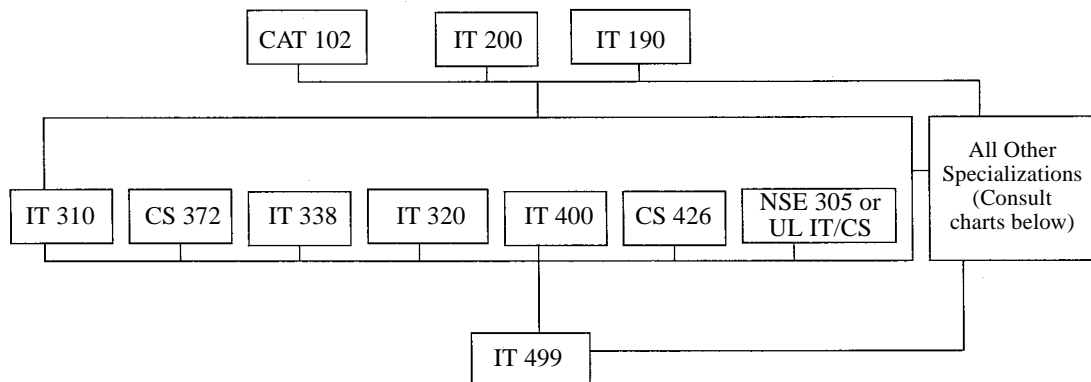 CAT 102
IT 200
IT 190
All Other
Specializations
(Consult
charts below)
IT 310
CS 372
IT 338
IT 320
IT 400
CS 426
NSE 305 or
UL IT/CS
IT 499